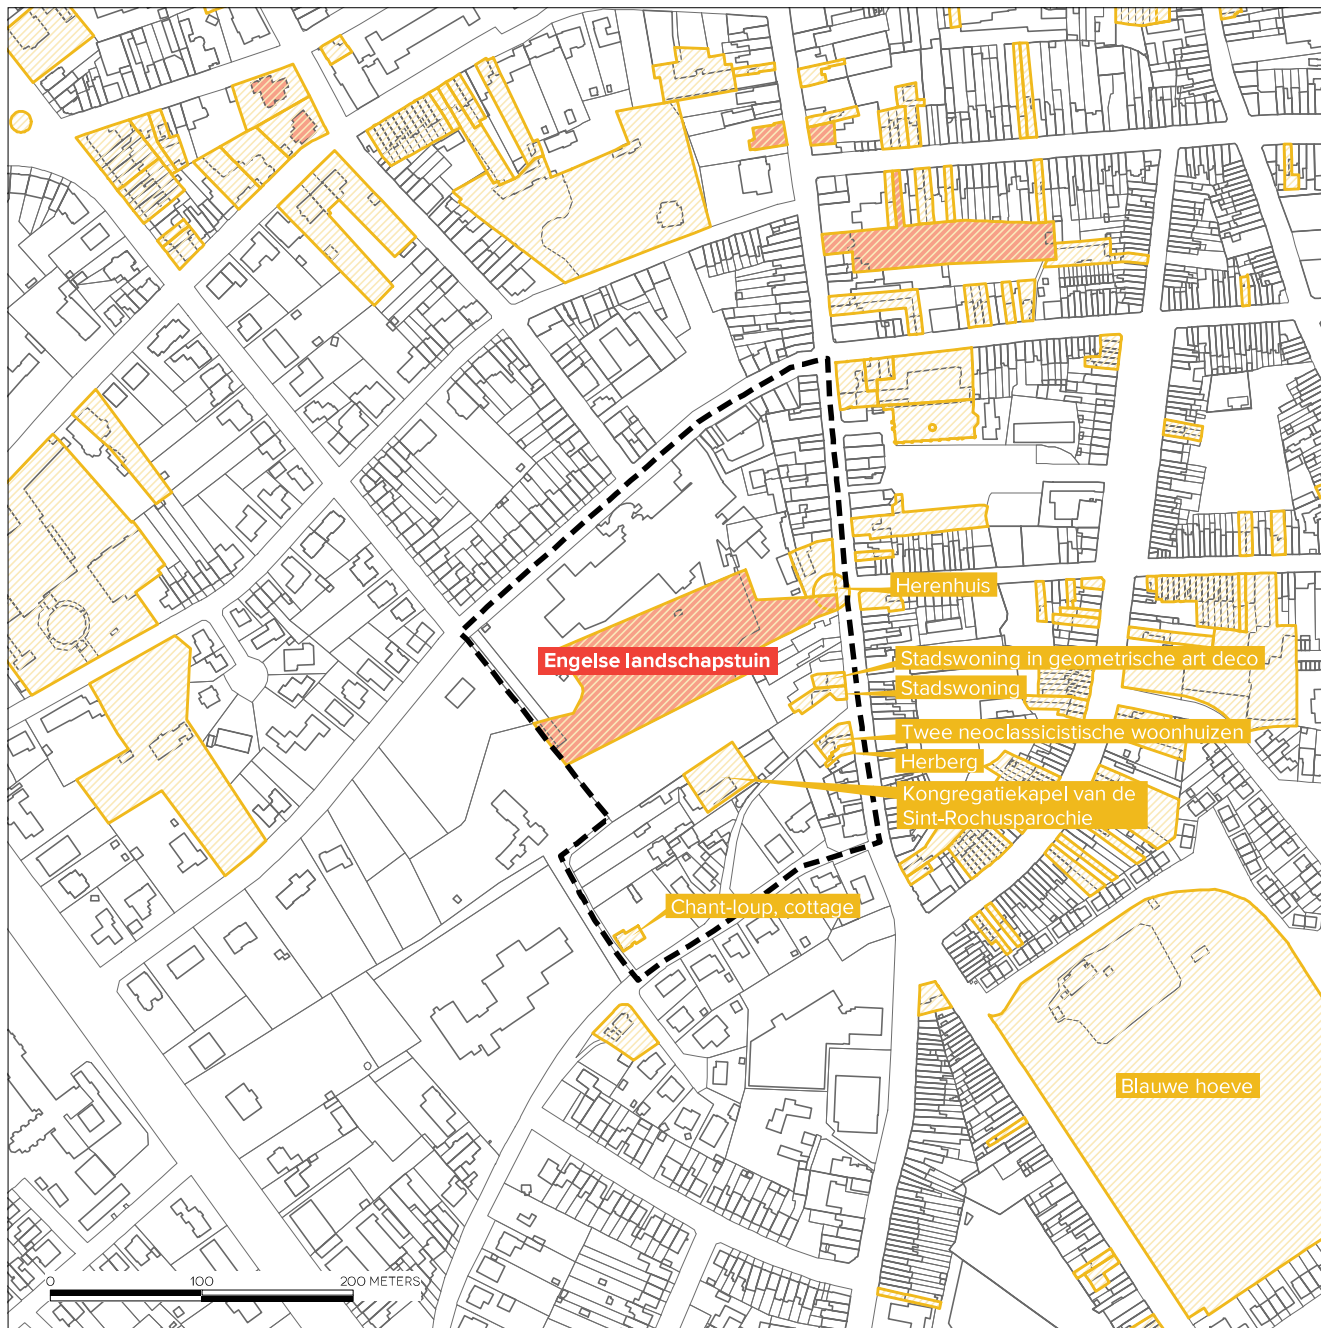 Herenhuis
Engelse landschapstuin
Stadswoning in geometrische art deco
Stadswoning
Twee neoclassicistische woonhuizen
Herberg
Kongregatiekapel van de
Sint-Rochusparochie
Chant-loup, cottage
Blauwe hoeve
0 100 200 METERS